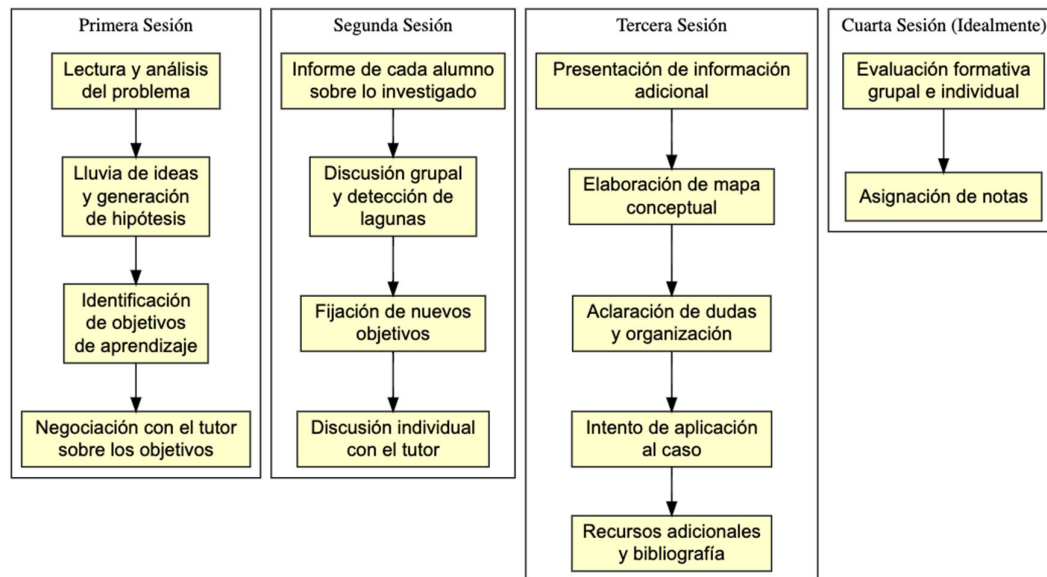 Primera Sesión
Lectura y análisis
del problema
Lluvia de ideas
y generación
de hipótesis
Identificación
de objetivos
de aprendizaje
Negociación con el tutor
sobre los objetivos
Segunda Sesión
Informe de cada alumno
sobre lo investigado
Discusión grupal
y detección de
lagunas
Fijación de nuevos
objetivos
Discusión individual
con el tutor
Tercera Sesión
Presentación de información
adicional
Elaboración de mapa
conceptual
Aclaración de dudas
y organización
Intento de aplicación
al caso
Recursos adicionales
y bibliografía
Cuarta Sesión (Idealmente)
Evaluación formativa
grupal e individual
Asignación de notas